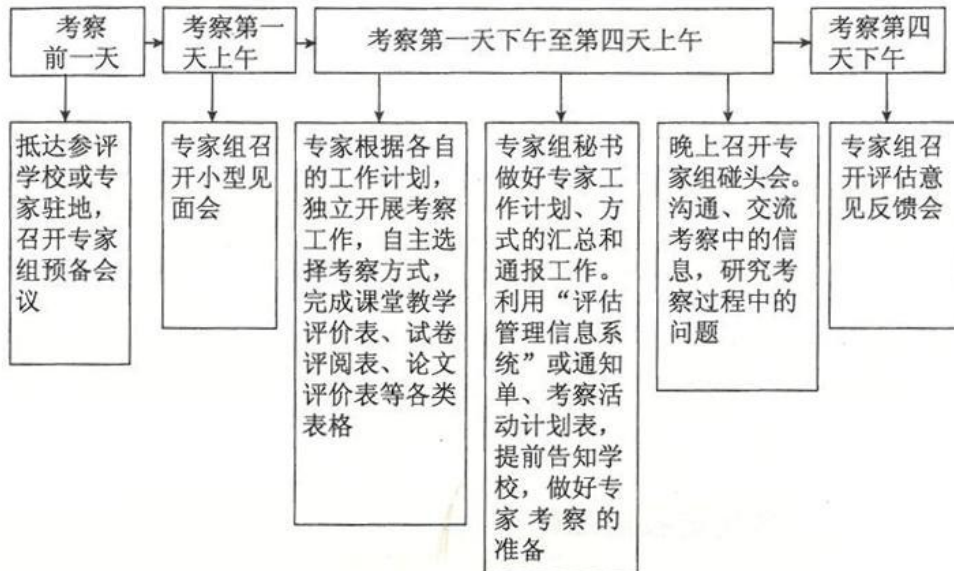 考察
前一天
考察第一
天上午
考察第一天下午至第四天上午
考察第四
天下午
抵达参评
学校或专
家驻地，
召开专家
组预备会
议
专家组召
开小型见
面会
专家根据各自
的工作计划，
独立开展考察
工作，自主选
择考察方式，
完成课堂教学
评价表、试卷
评阅表、论文
评价表等各类
表格
专家组秘书
做好专家工
作计划、方
式的汇总和
通报工作。
利用“评估
管理信息系
统”或通知
单、考察活
动计划表，
提前告知学
校，做好专
家考察的
准备
晚上召开专
家组碰头会。
沟通、交流
考察中的信
息，研究考
察过程中的
问题
专家组召
开评估意
见反馈会